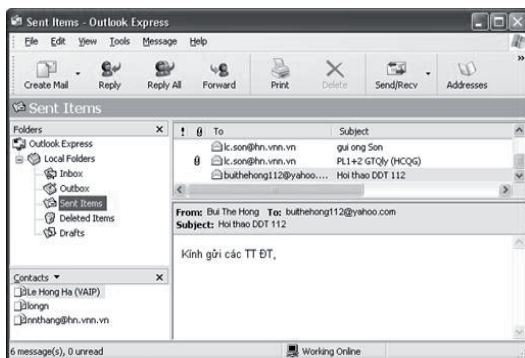 Sent Items - Outlook Express
File Edit View Tools Message Help
Create Mail Reply Reply All Forward Print Delete Send/Recv Addresses
Sent Items
Folders
Outlook Express
Local Folders
Inbox
Outbox
Sent Items
Deleted Items
Drafts
! To Subject
lc.son@hn.vnn.vn gui ong Son
lc.son@hn.vnn.vn PL1+2 GTQly (HCQG)
buithehong112@yahoo.... Hoi thao DDT 112
From: Bui The Hong To: buithehong112@yahoo.com
Subject: Hoi thao DDT 112
Kính gửi các TT ĐT,
Contacts
Le Hong Ha (VAIP)
longn
nnthang@hn.vnn.vn
6 message(s), 0 unread Working Online